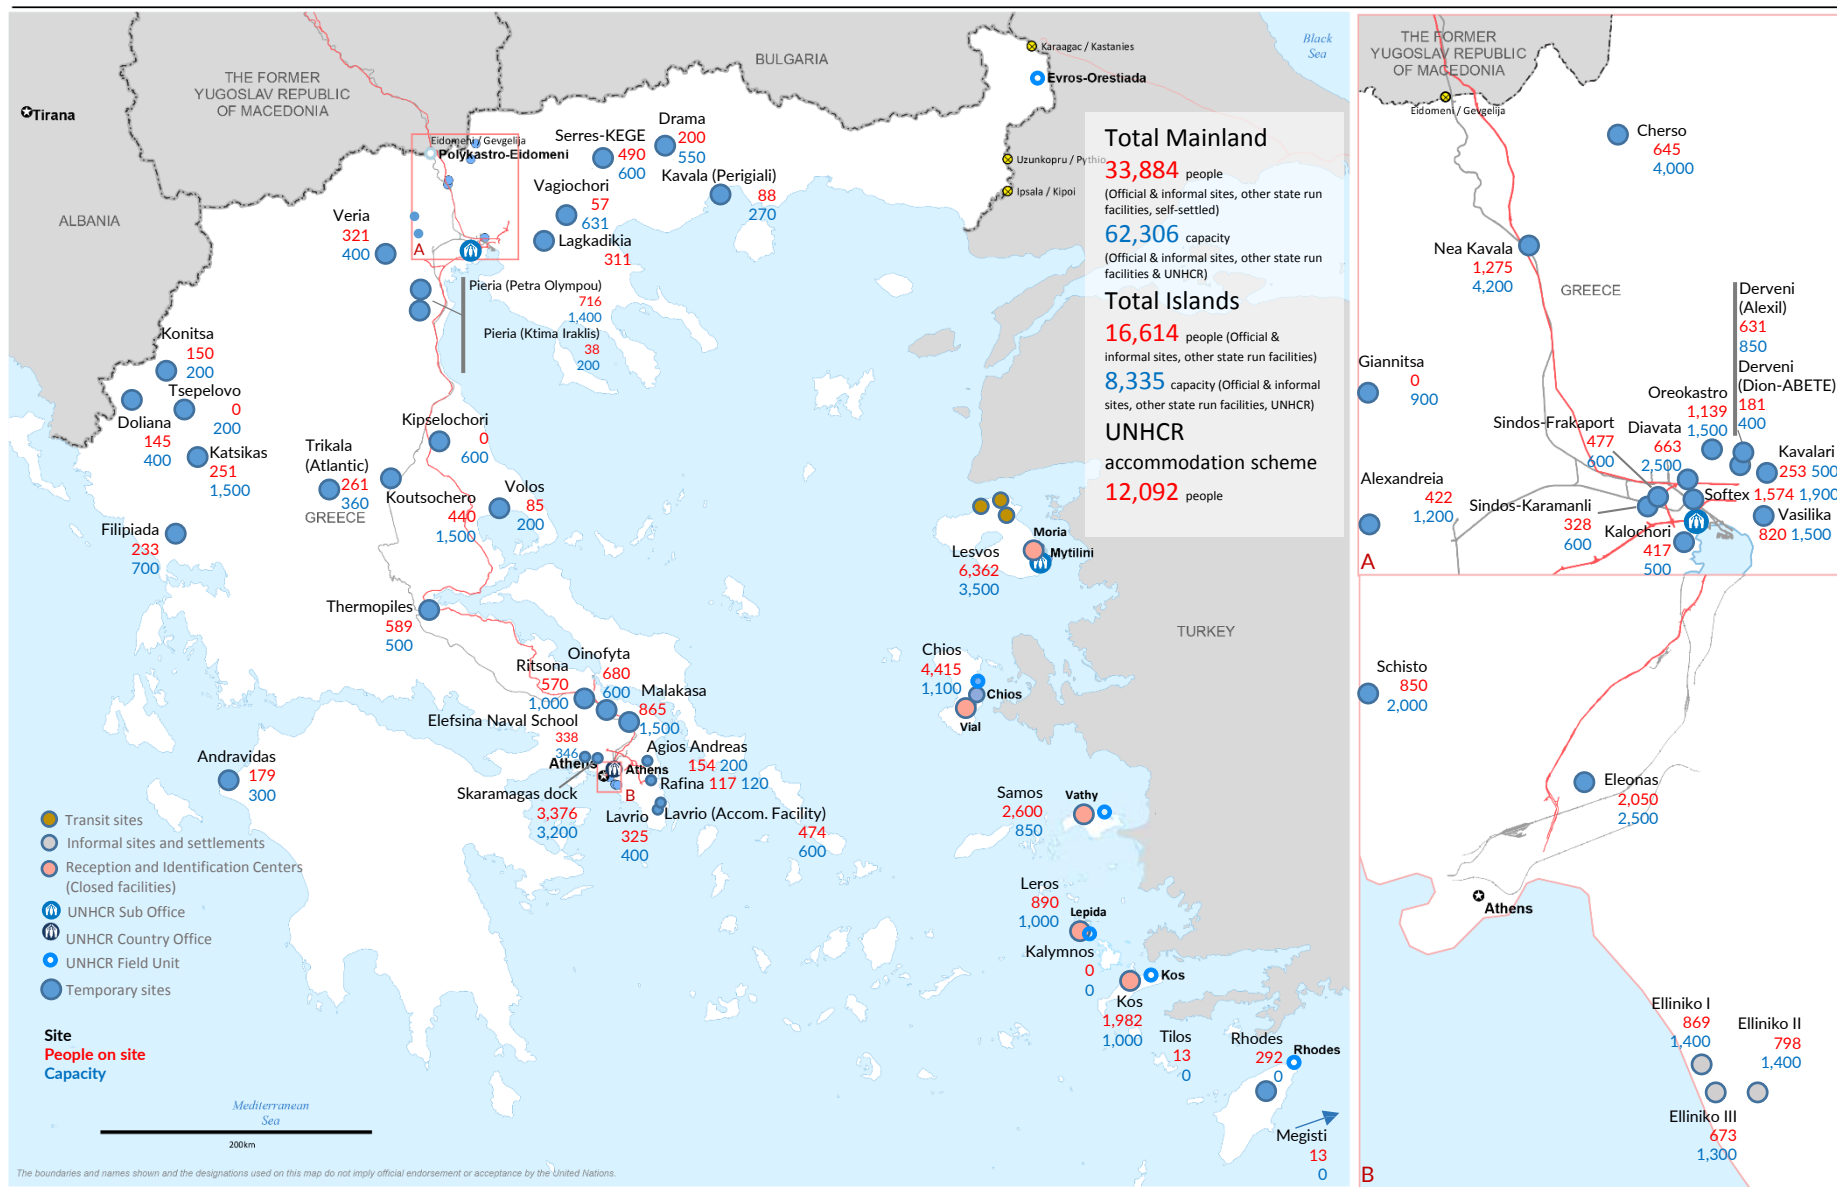 THE FORMER
YUGOSLAV REPUBLIC
OF MACEDONIA
BULGARIA
Black
Sea
Karaagac / Kastanies
Evros-Orestiada
Tirana
ALBANIA
Eidomeni / Gevgelija
Polykastro-Eidomeni
Serres-KEGE
490
600
Drama
200
550
Vagiochori
57
631
Kavala (Perigiali)
88
270
Lagkadikia
311
Uzunkopru / Pythio
Ipsala / Kipoi
Veria
321
400
A
Pieria (Petra Olympou)
716
1,400
Pieria (Ktima Iraklis)
38
200
Konitsa
150
200
Tsepelovo
0
200
Doliana
145
400
Katsikas
251
1,500
Trikala
(Atlantic)
261
360
GREECE
Kipselochori
0
600
Koutsochero
440
1,500
Volos
85
200
Filipiada
233
700
Thermopiles
589
500
Oinofyta
680
600
Ritsona
570
1,000
Malakasa
865
1,500
Elefsina Naval School
338
346
Athens
Athens
B
Agios Andreas
154 200
Rafina 117 120
Skaramagas dock
3,376
3,200
Lavrio
325
400
Lavrio (Accom. Facility)
474
600
Andravidas
179
300
Total Mainland
33,884 people
(Official & informal sites, other state run
facilities, self-settled)
62,306 capacity
(Official & informal sites, other state run
facilities & UNHCR)
Total Islands
16,614 people (Official &
informal sites, other state run facilities)
8,335 capacity (Official & informal
sites, other state run facilities, UNHCR)
UNHCR
accommodation scheme
12,092 people
Moria
Mytilini
Lesvos
6,362
3,500
TURKEY
Chios
4,415
1,100
Chios
Vial
Samos
2,600
850
Vathy
Leros
890
1,000
Lepida
Kalymnos
0
0
Kos
Kos
1,982
1,000
Tilos
13
0
Rhodes
292
0
Rhodes
Megisti
13
0
Transit sites
Informal sites and settlements
Reception and Identification Centers
(Closed facilities)
UNHCR Sub Office
UNHCR Country Office
UNHCR Field Unit
Temporary sites
Site
People on site
Capacity
Mediterranean
Sea
200km
The boundaries and names shown and the designations used on this map do not imply official endorsement or acceptance by the United Nations.
THE FORMER
YUGOSLAV REPUBLIC
OF MACEDONIA
Eidomeni / Gevgelija
Cherso
645
4,000
Nea Kavala
1,275
4,200
GREECE
Derveni
(Alexil)
631
850
Derveni
(Dion-ABETE)
181
400
Giannitsa
0
900
Oreokastro
1,139
1,500
Sindos-Frakaport
477
600
Diavata
663
2,500
Kavalari
253 500
Alexandreia
422
1,200
Softex 1,574 1,900
Sindos-Karamanli
328
600
Vasilika
820 1,500
Kalochori
417
500
A
Schisto
850
2,000
Eleonas
2,050
2,500
Athens
Elliniko I
869
1,400
Elliniko II
798
1,400
Elliniko III
673
1,300
B